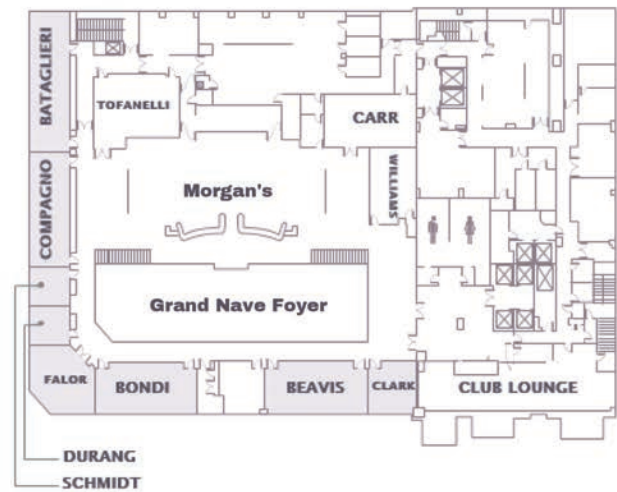 BATAGLIERI
TOFANELLI
CARR
COMPAGNO
Morgan's
WILLIAMS
Grand Nave Foyer
FALOR
BONDI
BEAVIS
CLARK
CLUB LOUNGE
DURANG
SCHMIDT